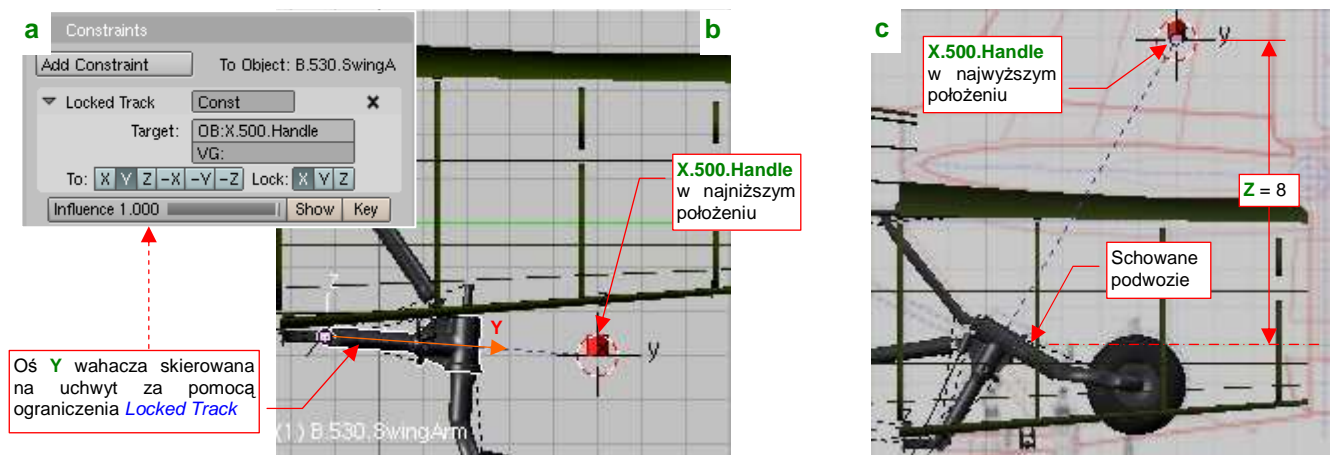 a
Constraints
Add Constraint
To Object: B.530.SwingA
Locked Track
Const
Target:
OB:X.500.Handle
VG:
To: X Y Z -X -Y -Z Lock: X Y Z
Influence 1.000
Show
Key
Oś Y wahacza skierowana
na uchwyt za pomocą
ograniczenia Locked Track
b
X.500.Handle
w najniższym
położeniu
z
Y
y
(1) B.530.SwingArm
c
X.500.Handle
w najwyższym
położeniu
y
Z = 8
Schowane
podwozie
z